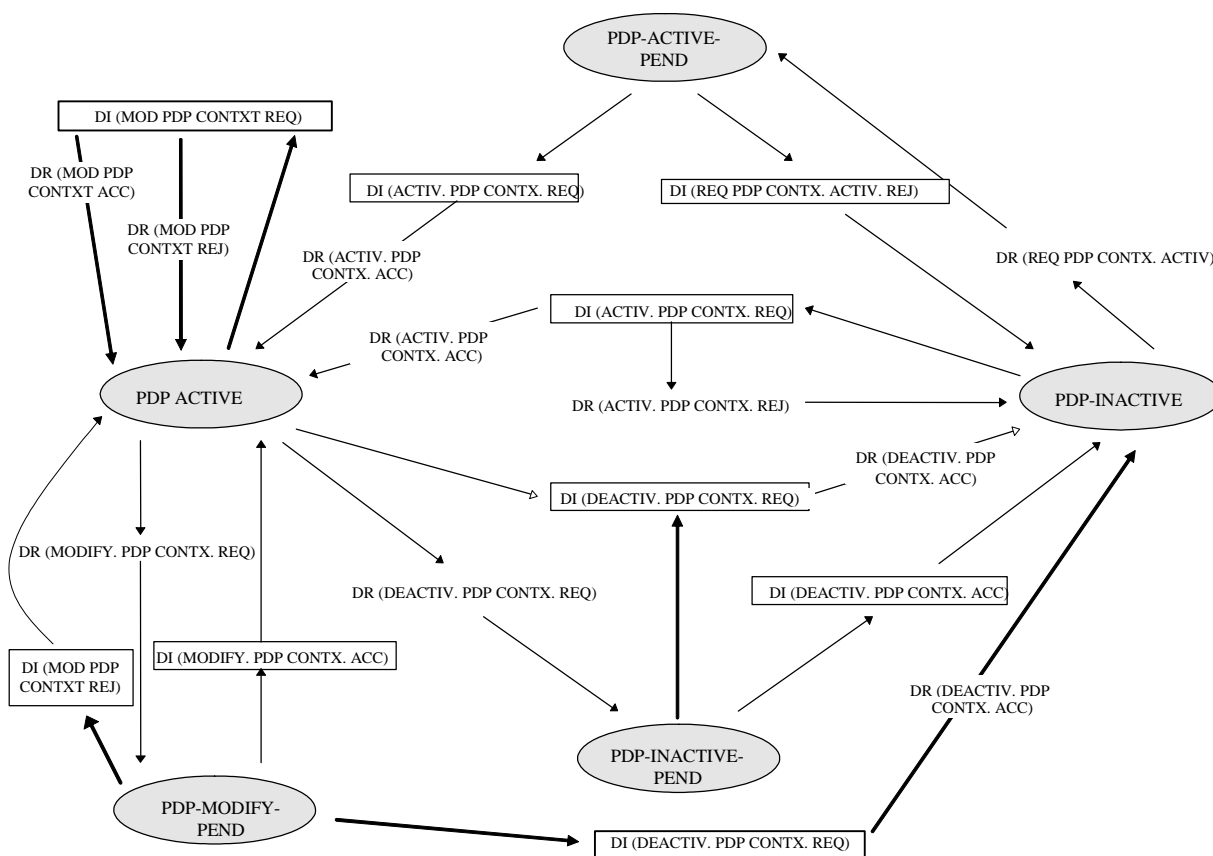 PDP-ACTIVE-
PEND
DI (MOD PDP CONTXT REQ)
DR (MOD PDP
CONTXT ACC)
DI (ACTIV. PDP CONTX. REQ)
DI (REQ PDP CONTX. ACTIV. REJ)
DR (MOD PDP
CONTXT REJ)
DR (ACTIV. PDP
CONTX. ACC)
DR (REQ PDP CONTX. ACTIV)
DI (ACTIV. PDP CONTX. REQ)
DR (ACTIV. PDP
CONTX. ACC)
PDP ACTIVE
PDP-INACTIVE
DR (ACTIV. PDP CONTX. REJ)
DR (DEACTIV. PDP
CONTX. ACC)
DI (DEACTIV. PDP CONTX. REQ)
DR (MODIFY. PDP CONTX. REQ)
DR (DEACTIV. PDP CONTX. REQ)
DI (DEACTIV. PDP CONTX. ACC)
DI (MOD PDP
CONTXT REJ)
DI (MODIFY. PDP CONTX. ACC)
DR (DEACTIV. PDP
CONTX. ACC)
PDP-INACTIVE-
PEND
PDP-MODIFY-
PEND
DI (DEACTIV. PDP CONTX. REQ)